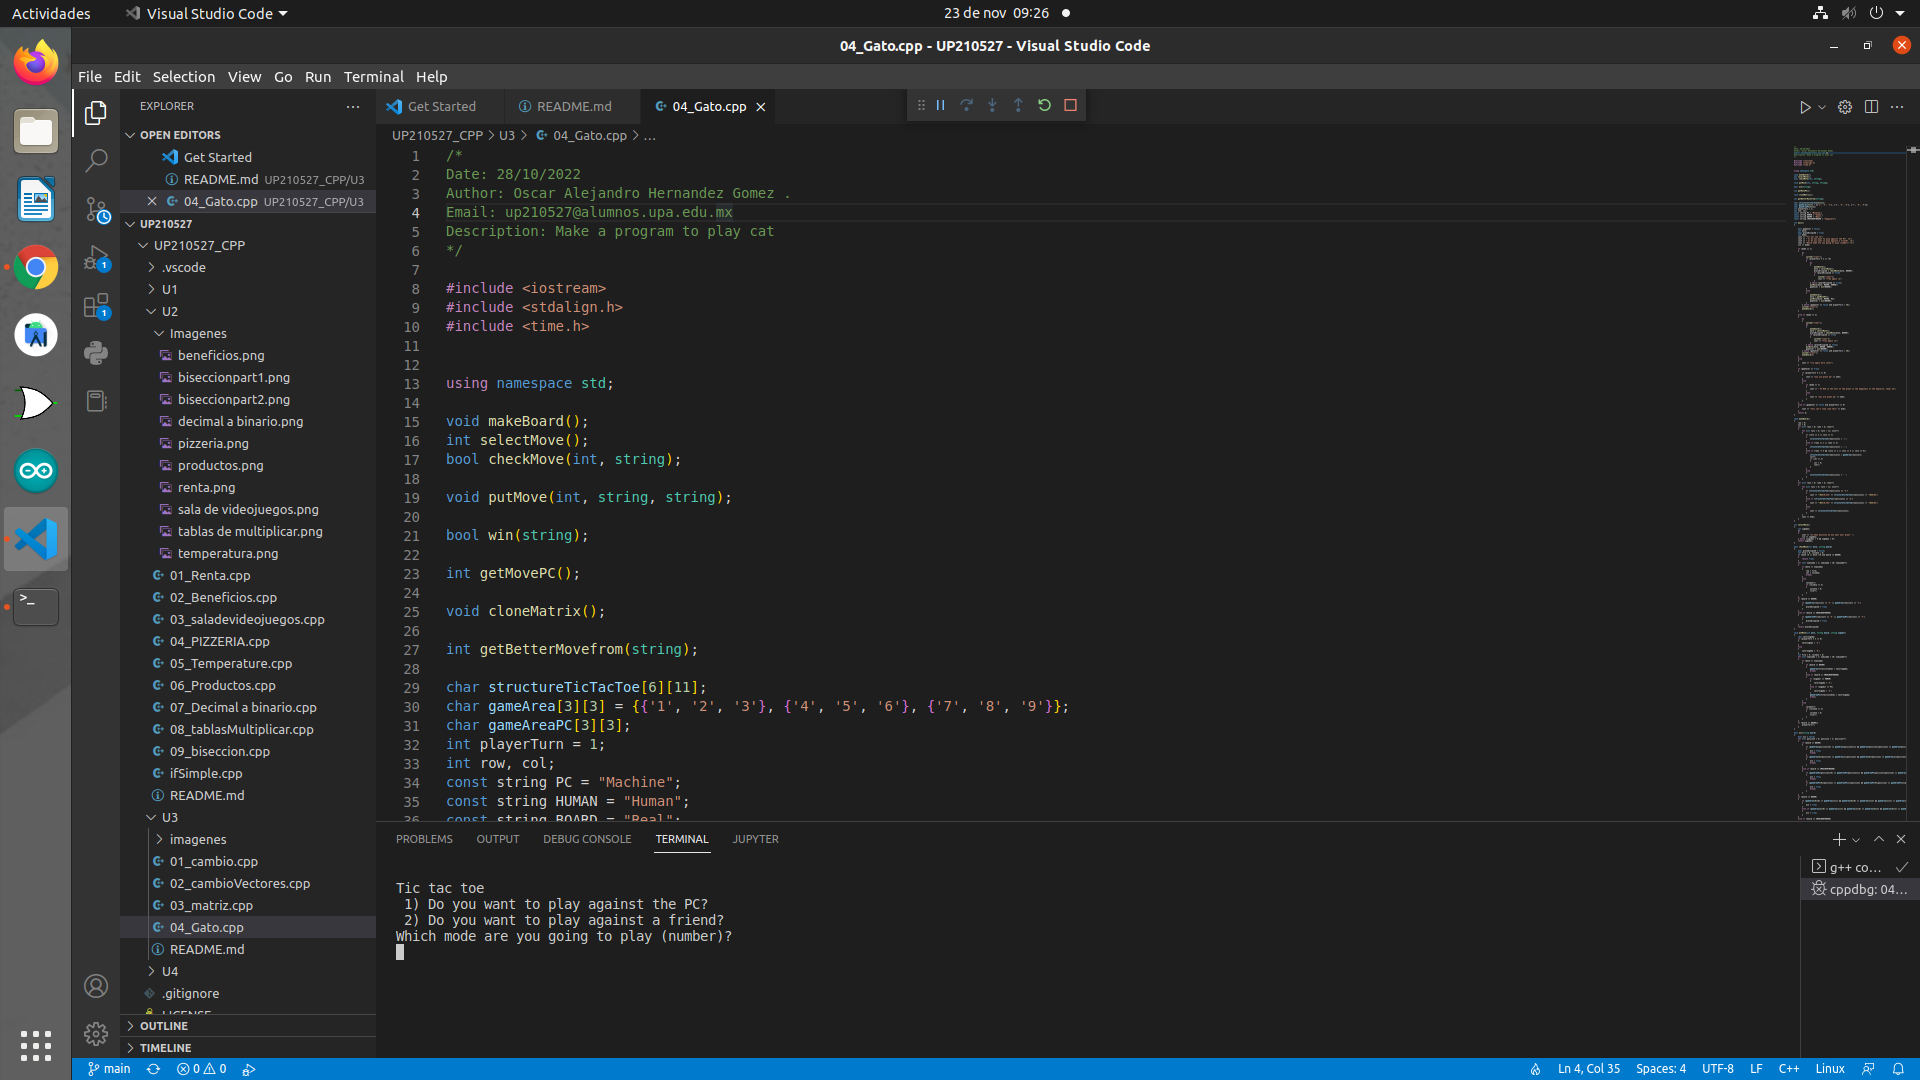 Actividades
Visual Studio Code
23 de nov 09:26
04_Gato.cpp - UP210527 - Visual Studio Code
File Edit Selection View Go Run Terminal Help
EXPLORER
OPEN EDITORS
Get Started
README.md UP210527_CPP/U3
04_Gato.cpp UP210527_CPP/U3
UP210527
UP210527_CPP
.vscode
U1
U2
Imagenes
beneficios.png
biseccionpart1.png
biseccionpart2.png
decimal a binario.png
pizzeria.png
productos.png
renta.png
sala de videojuegos.png
tablas de multiplicar.png
temperatura.png
01_Renta.cpp
02_Beneficios.cpp
03_saladevideojuegos.cpp
04_PIZZERIA.cpp
05_Temperature.cpp
06_Productos.cpp
07_Decimal a binario.cpp
08_tablasMultiplicar.cpp
09_biseccion.cpp
ifSimple.cpp
README.md
U3
imagenes
01_cambio.cpp
02_cambioVectores.cpp
03_matriz.cpp
04_Gato.cpp
README.md
U4
.gitignore
LICENSE
OUTLINE
TIMELINE
Get Started README.md 04_Gato.cpp
UP210527_CPP > U3 > 04_Gato.cpp > ...
1 /*
2 Date: 28/10/2022
3 Author: Oscar Alejandro Hernandez Gomez .
4 Email: up210527@alumnos.upa.edu.mx
5 Description: Make a program to play cat
6 */
7
8 #include <iostream>
9 #include <stdalign.h>
10 #include <time.h>
11
12
13 using namespace std;
14
15 void makeBoard();
16 int selectMove();
17 bool checkMove(int, string);
18
19 void putMove(int, string, string);
20
21 bool win(string);
22
23 int getMovePC();
24
25 void cloneMatrix();
26
27 int getBetterMovefrom(string);
28
29 char structureTicTacToe[6][11];
30 char gameArea[3][3] = {{'1', '2', '3'}, {'4', '5', '6'}, {'7', '8', '9'}};
31 char gameAreaPC[3][3];
32 int playerTurn = 1;
33 int row, col;
34 const string PC = "Machine";
35 const string HUMAN = "Human";
36 const string BOARD = "Real";
PROBLEMS OUTPUT DEBUG CONSOLE TERMINAL JUPYTER
Tic tac toe
1) Do you want to play against the PC?
2) Do you want to play against a friend?
Which mode are you going to play (number)?
g++ co...
cppdbg: 04...
main 0 0
Ln 4, Col 35 Spaces: 4 UTF-8 LF C++ Linux